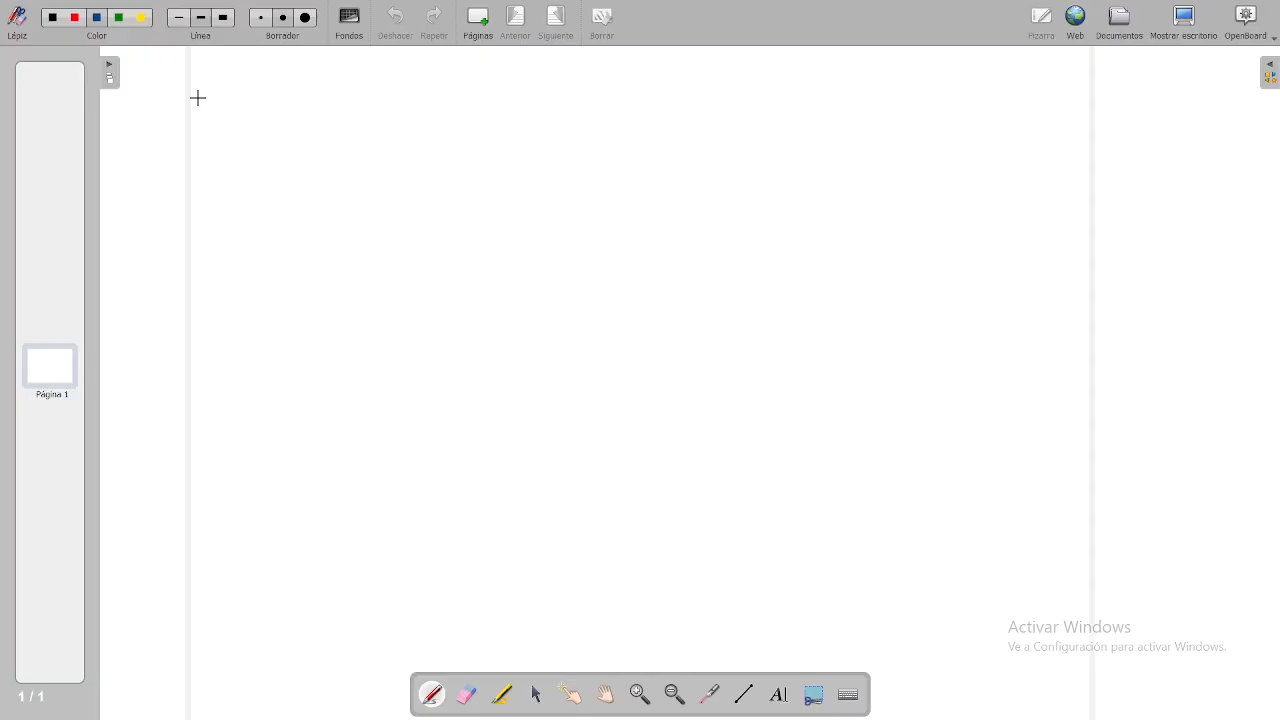 Lápiz
Color
Línea
Borrador
Fondos
Deshacer
Repetir
Páginas
Anterior
Siguiente
Borrar
Pizarra
Web
Documentos
Mostrar escritorio
OpenBoard
Página 1
1 / 1
Activar Windows
Ve a Configuración para activar Windows.
AI